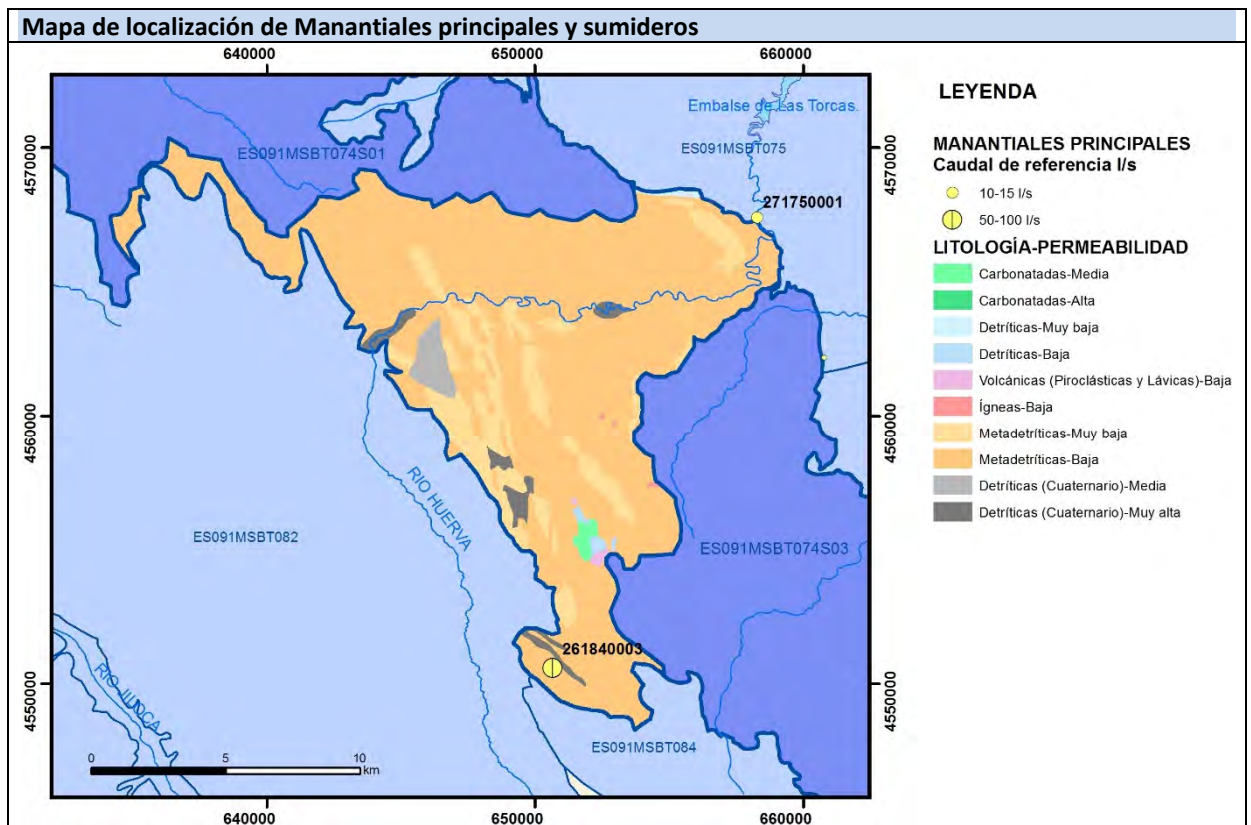 Mapa de localización de Manantiales principales y sumideros
640000
650000
660000
4570000
4570000
4560000
4560000
4550000
4550000
Embalse de Las Torcas.
ES091MSBT074S01
ES091MSBT075
271750001
RIO HUERVA
ES091MSBT082
ES091MSBT074S03
261840003
RIO JILOCA
ES091MSBT084
0
5
10
km
640000
650000
660000
LEYENDA
MANANTIALES PRINCIPALES
Caudal de referencia l/s
10-15 l/s
50-100 l/s
LITOLOGÍA-PERMEABILIDAD
Carbonatadas-Media
Carbonatadas-Alta
Detríticas-Muy baja
Detríticas-Baja
Volcánicas (Piroclásticas y Lávicas)-Baja
Ígneas-Baja
Metadetríticas-Muy baja
Metadetríticas-Baja
Detríticas (Cuaternario)-Media
Detríticas (Cuaternario)-Muy alta